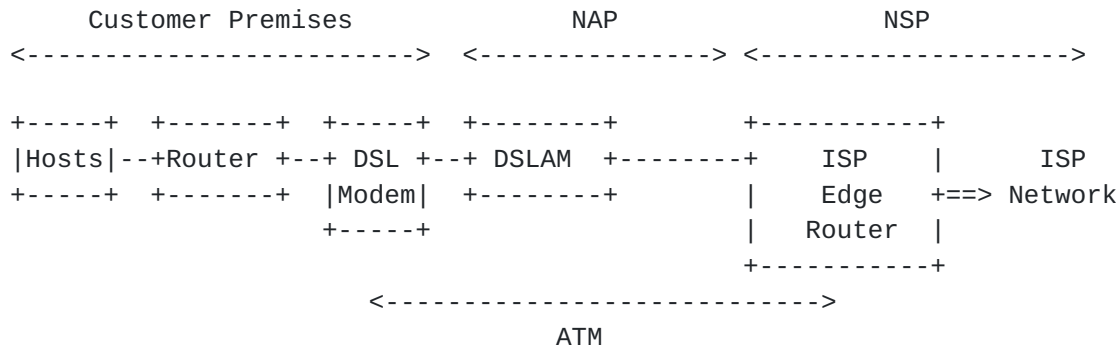 Customer Premises NAP NSP
<--------------------------> <---------------> <-------------------->
+-----+ +-------+ +-----+ +--------+ +-----------+
|Hosts|--+Router +--+ DSL +--+ DSLAM +--------+ ISP | ISP
+-----+ +-------+ |Modem| +--------+ | Edge +==> Network
+-----+ | Router |
+-----------+
<---------------------------->
ATM